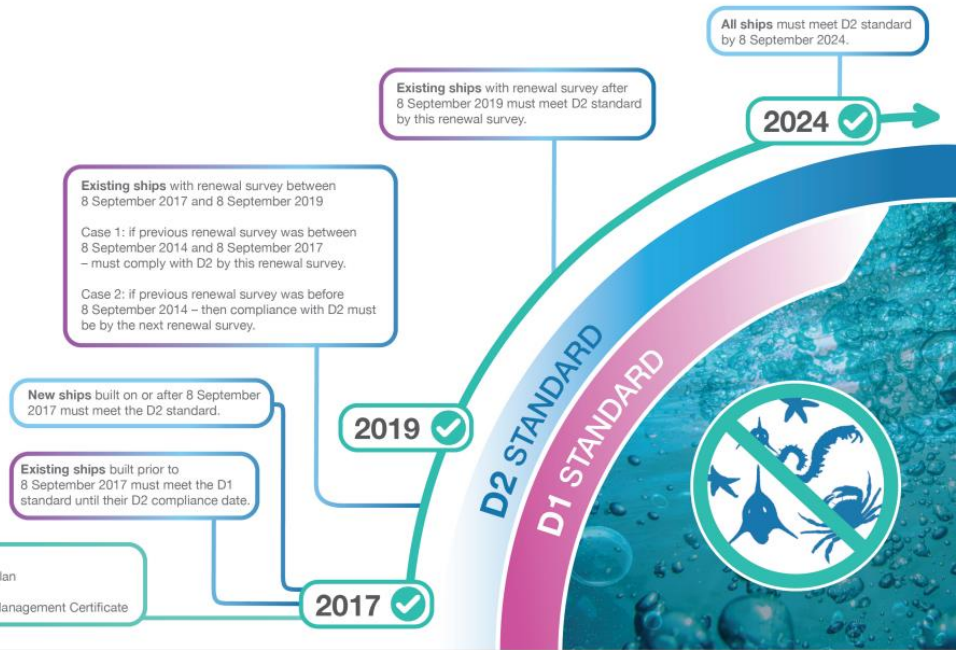 All ships must meet D2 standard
by 8 September 2024.
Existing ships with renewal survey after
8 September 2019 must meet D2 standard
by this renewal survey.
2024
Existing ships with renewal survey between
8 September 2017 and 8 September 2019
Case 1: if previous renewal survey was between
8 September 2014 and 8 September 2017
– must comply with D2 by this renewal survey.
Case 2: if previous renewal survey was before
8 September 2014 – then compliance with D2 must
be by the next renewal survey.
New ships built on or after 8 September
2017 must meet the D2 standard.
2019
Existing ships built prior to
8 September 2017 must meet the D1
standard until their D2 compliance date.
D2 STANDARD
D1 STANDARD
lan
Management Certificate
2017